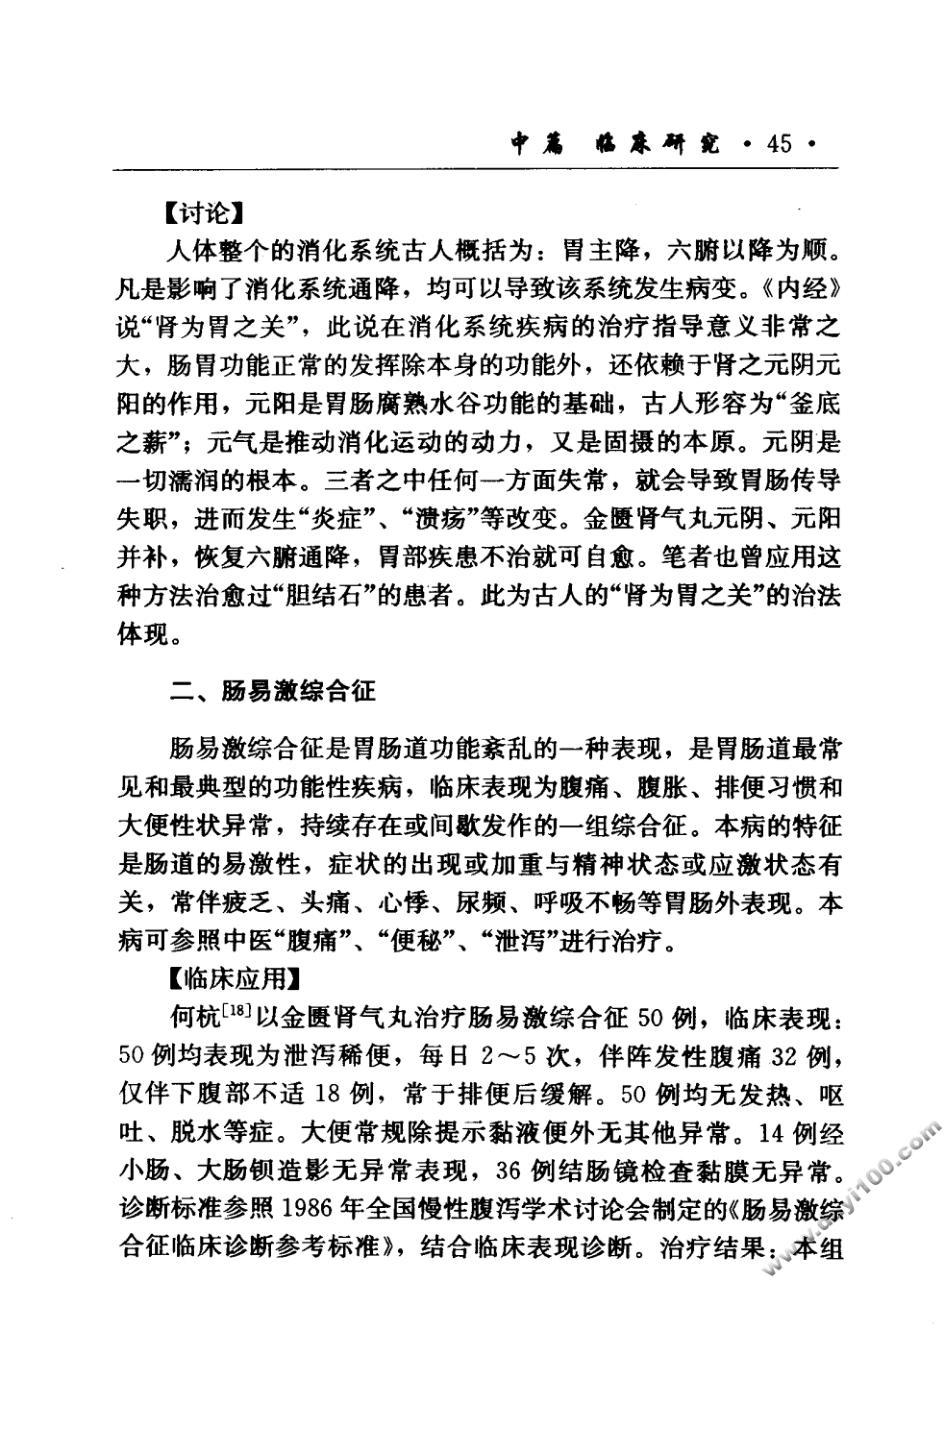 中篇 临床研究 · 45 ·
【讨论】
人体整个的消化系统古人概括为：胃主降，六腑以降为顺。
凡是影响了消化系统通降，均可以导致该系统发生病变。《内经》
说“肾为胃之关”，此说在消化系统疾病的治疗指导意义非常之
大，肠胃功能正常的发挥除本身的功能外，还依赖于肾之元阴元
阳的作用，元阳是胃肠腐熟水谷功能的基础，古人形容为“釜底
之薪”；元气是推动消化运动的动力，又是固摄的本原。元阴是
一切濡润的根本。三者之中任何一方面失常，就会导致胃肠传导
失职，进而发生“炎症”、“溃疡”等改变。金匮肾气丸元阴、元阳
并补，恢复六腑通降，胃部疾患不治就可自愈。笔者也曾应用这
种方法治愈过“胆结石”的患者。此为古人的“肾为胃之关”的治法
体现。
二、肠易激综合征
肠易激综合征是胃肠道功能紊乱的一种表现，是胃肠道最常
见和最典型的功能性疾病，临床表现为腹痛、腹胀、排便习惯和
大便性状异常，持续存在或间歇发作的一组综合征。本病的特征
是肠道的易激性，症状的出现或加重与精神状态或应激状态有
关，常伴疲乏、头痛、心悸、尿频、呼吸不畅等胃肠外表现。本
病可参照中医“腹痛”、“便秘”、“泄泻”进行治疗。
【临床应用】
何杭[18]以金匮肾气丸治疗肠易激综合征 50 例，临床表现：
50 例均表现为泄泻稀便，每日 2～5 次，伴阵发性腹痛 32 例，
仅伴下腹部不适 18 例，常于排便后缓解。50 例均无发热、呕
吐、脱水等症。大便常规除提示黏液便外无其他异常。14 例经
小肠、大肠钡造影无异常表现，36 例结肠镜检查黏膜无异常。
诊断标准参照 1986 年全国慢性腹泻学术讨论会制定的《肠易激综
合征临床诊断参考标准》，结合临床表现诊断。治疗结果：本组